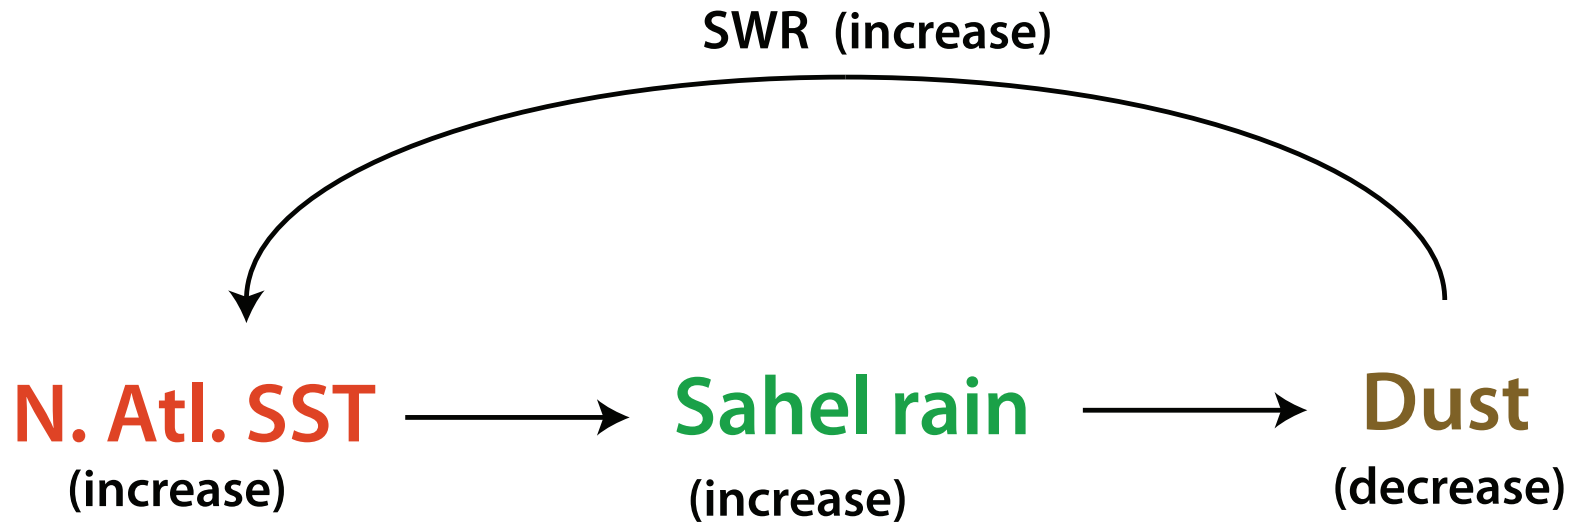 SWR (increase)
N. Atl. SST
Sahel rain
Dust
(increase)
(increase)
(decrease)